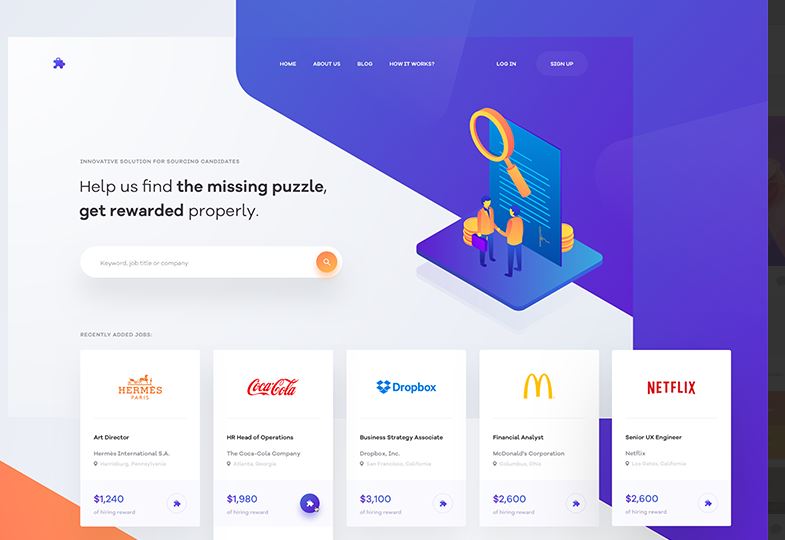 HOME ABOUT US BLOG HOW IT WORKS? LOG IN SIGN UP
INNOVATIVE SOLUTION FOR SOURCING CANDIDATES
Help us find the missing puzzle,
get rewarded properly.
Keyword, job title or company
RECENTLY ADDED JOBS:
HERMÈS
PARIS
Art Director
Hermès International S.A.
Harrisburg, Pennsylvania
$1,240
of hiring reward
Coca-Cola
HR Head of Operations
The Coca-Cola Company
Atlanta, Georgia
$1,980
of hiring reward
Dropbox
Business Strategy Associate
Dropbox, Inc.
San Francisco, California
$3,100
of hiring reward
Financial Analyst
McDonald's Corporation
Columbus, Ohio
$2,600
of hiring reward
NETFLIX
Senior UX Engineer
Netflix
Los Gatos, California
$2,600
of hiring reward